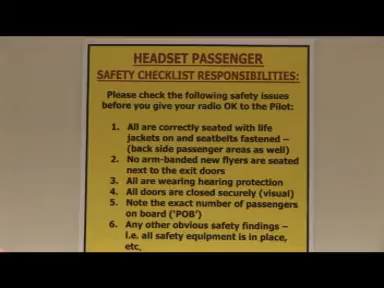 HEADSET PASSENGER
SAFETY CHECKLIST RESPONSIBILITIES:
Please check the following safety issues
before you give your radio OK to the Pilot:
1. All are correctly seated with life
jackets on and seatbelts fastened –
(back side passenger areas as well)
2. No arm-banded new flyers are seated
next to the exit doors
3. All are wearing hearing protection
4. All doors are closed securely (visual)
5. Note the exact number of passengers
on board (‘POB’)
6. Any other obvious safety findings –
I.e. all safety equipment is in place,
etc.